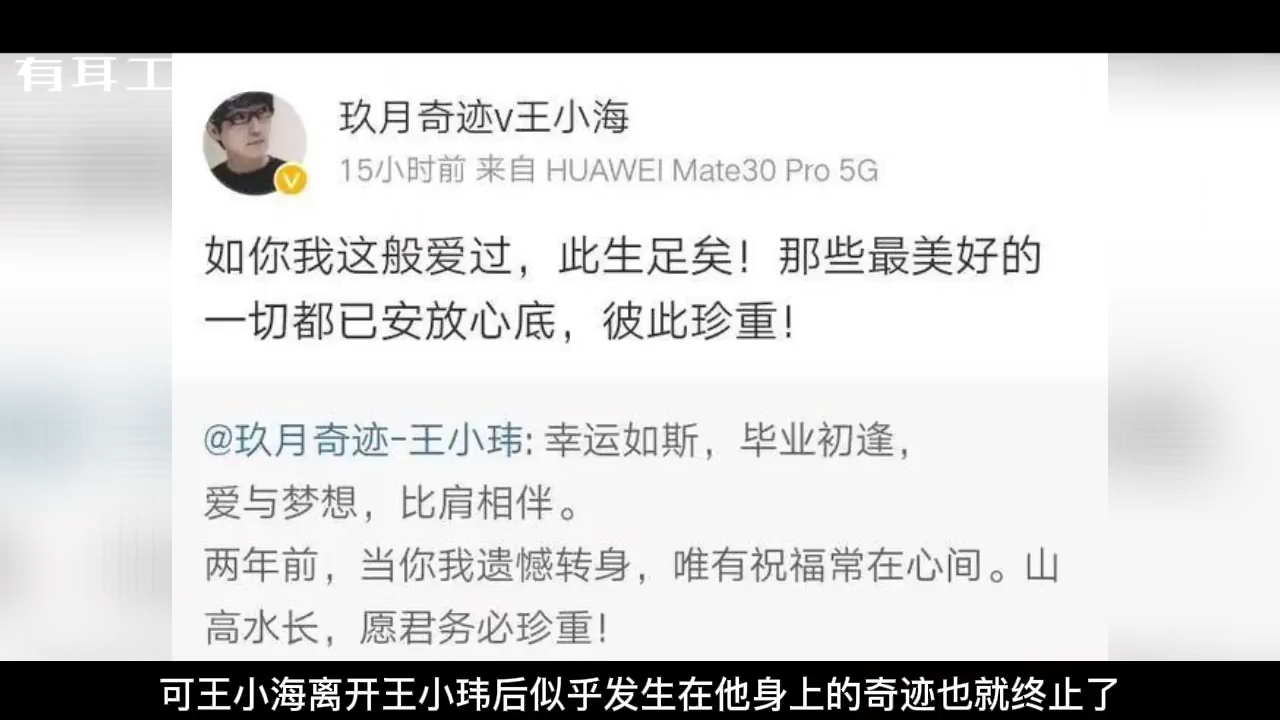 有耳工
玖月奇迹v王小海
15小时前 来自 HUAWEI Mate30 Pro 5G
如你我这般爱过，此生足矣！那些最美好的
一切都已安放心底，彼此珍重！
@玖月奇迹-王小玮: 幸运如斯，毕业初逢，
爱与梦想，比肩相伴。
两年前，当你我遗憾转身，唯有祝福常在心间。山
高水长，愿君务必珍重！
可王小海离开王小玮后似乎发生在他身上的奇迹也就终止了